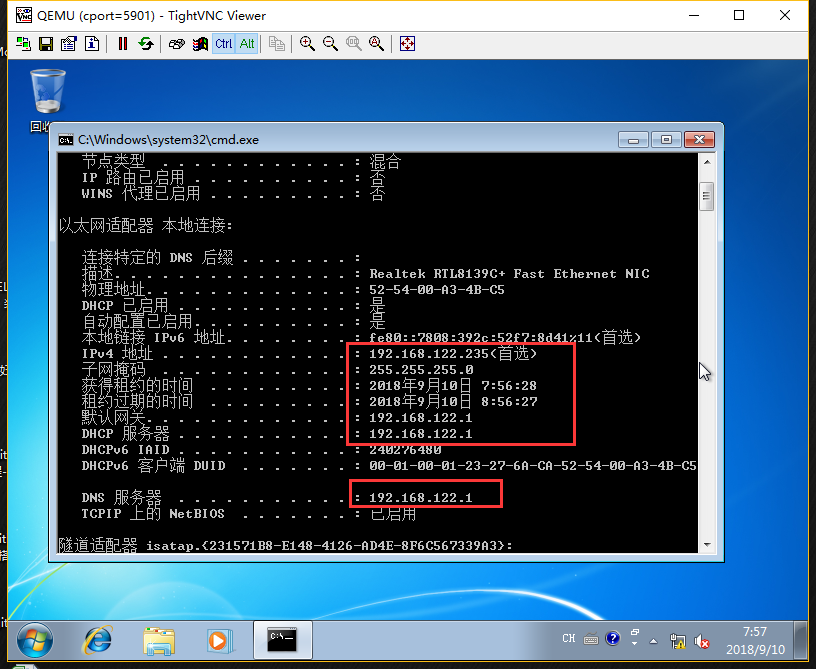 QEMU (cport=5901) - TightVNC Viewer
Ctrl Alt
回收
C:\Windows\system32\cmd.exe
节点类型 . . . . . . . . . . . . : 混合
IP 路由已启用 . . . . . . . . . . : 否
WINS 代理已启用 . . . . . . . . . : 否
以太网适配器 本地连接:
连接特定的 DNS 后缀 . . . . . . . :
描述. . . . . . . . . . . . . . . : Realtek RTL8139C+ Fast Ethernet NIC
物理地址. . . . . . . . . . . . . : 52-54-00-A3-4B-C5
DHCP 已启用 . . . . . . . . . . . : 是
自动配置已启用. . . . . . . . . . : 是
本地链接 IPv6 地址. . . . . . . . : fe80::7808:392c:52f7:8d41%11(首选)
IPv4 地址 . . . . . . . . . . . . : 192.168.122.235(首选)
子网掩码 . . . . . . . . . . . . : 255.255.255.0
获得租约的时间 . . . . . . . . . : 2018年9月10日 7:56:28
租约过期的时间 . . . . . . . . . : 2018年9月10日 8:56:27
默认网关. . . . . . . . . . . . . : 192.168.122.1
DHCP 服务器 . . . . . . . . . . . : 192.168.122.1
DHCPv6 IAID . . . . . . . . . . . : 240276480
DHCPv6 客户端 DUID . . . . . . . : 00-01-00-01-23-27-6A-CA-52-54-00-A3-4B-C5
DNS 服务器 . . . . . . . . . . . : 192.168.122.1
TCPIP 上的 NetBIOS . . . . . . . : 已启用
隧道适配器 isatap.{231571B8-E148-4126-AD4E-8F6C567339A3}:
CH
7:57
2018/9/10